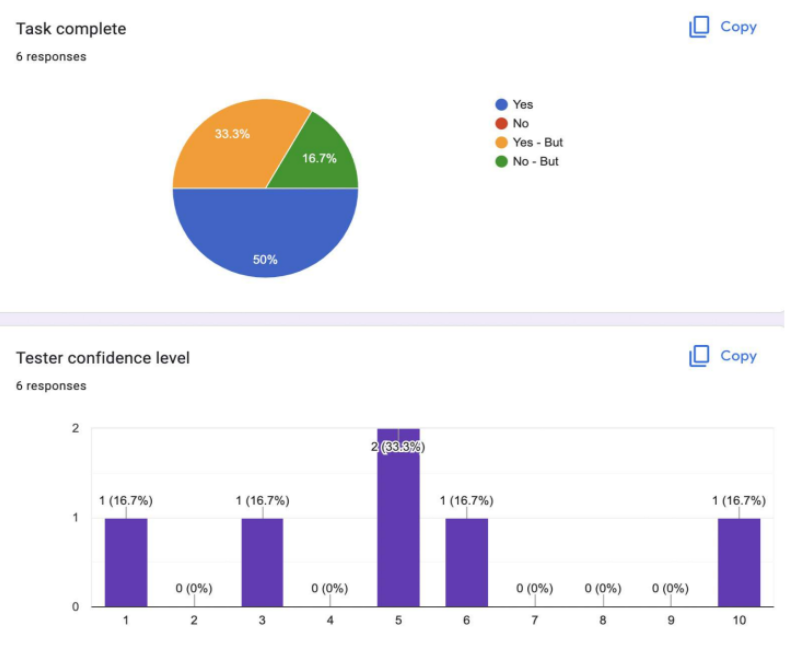 Task complete
Copy
6 responses
Yes
No
Yes - But
No - But
33.3%
16.7%
50%
Tester confidence level
Copy
6 responses
2
1
0
1 (16.7%)
0 (0%)
1 (16.7%)
0 (0%)
2 (33.3%)
1 (16.7%)
0 (0%)
0 (0%)
0 (0%)
1 (16.7%)
1 2 3 4 5 6 7 8 9 10